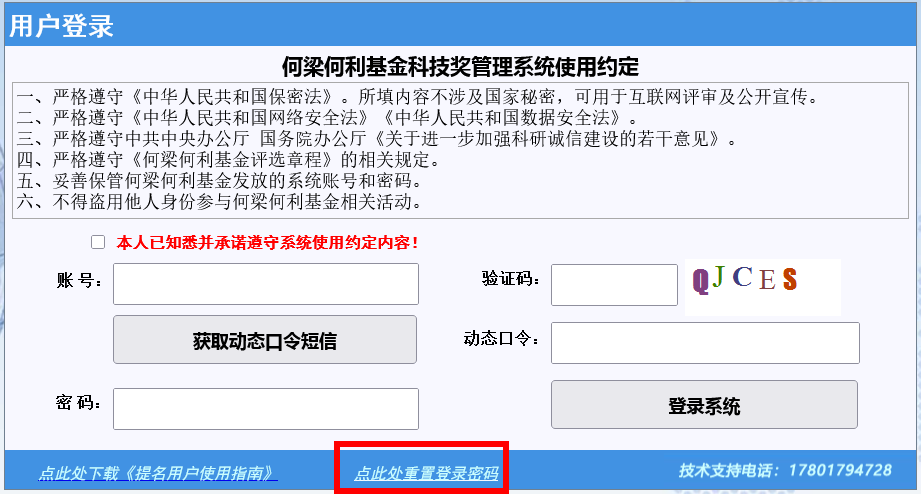 用户登录
何梁何利基金科技奖管理系统使用约定
一、严格遵守《中华人民共和国保密法》。所填内容不涉及国家秘密，可用于互联网评审及公开宣传。
二、严格遵守《中华人民共和国网络安全法》《中华人民共和国数据安全法》。
三、严格遵守中共中央办公厅 国务院办公厅《关于进一步加强科研诚信建设的若干意见》。
四、严格遵守《何梁何利基金评选章程》的相关规定。
五、妥善保管何梁何利基金发放的系统账号和密码。
六、不得盗用他人身份参与何梁何利基金相关活动。
本人已知悉并承诺遵守系统使用约定内容！
账 号：
验证码：
QJCES
获取动态口令短信
动态口令：
密 码：
登录系统
点此处下载《提名用户使用指南》
点此处重置登录密码
技术支持电话：17801794728